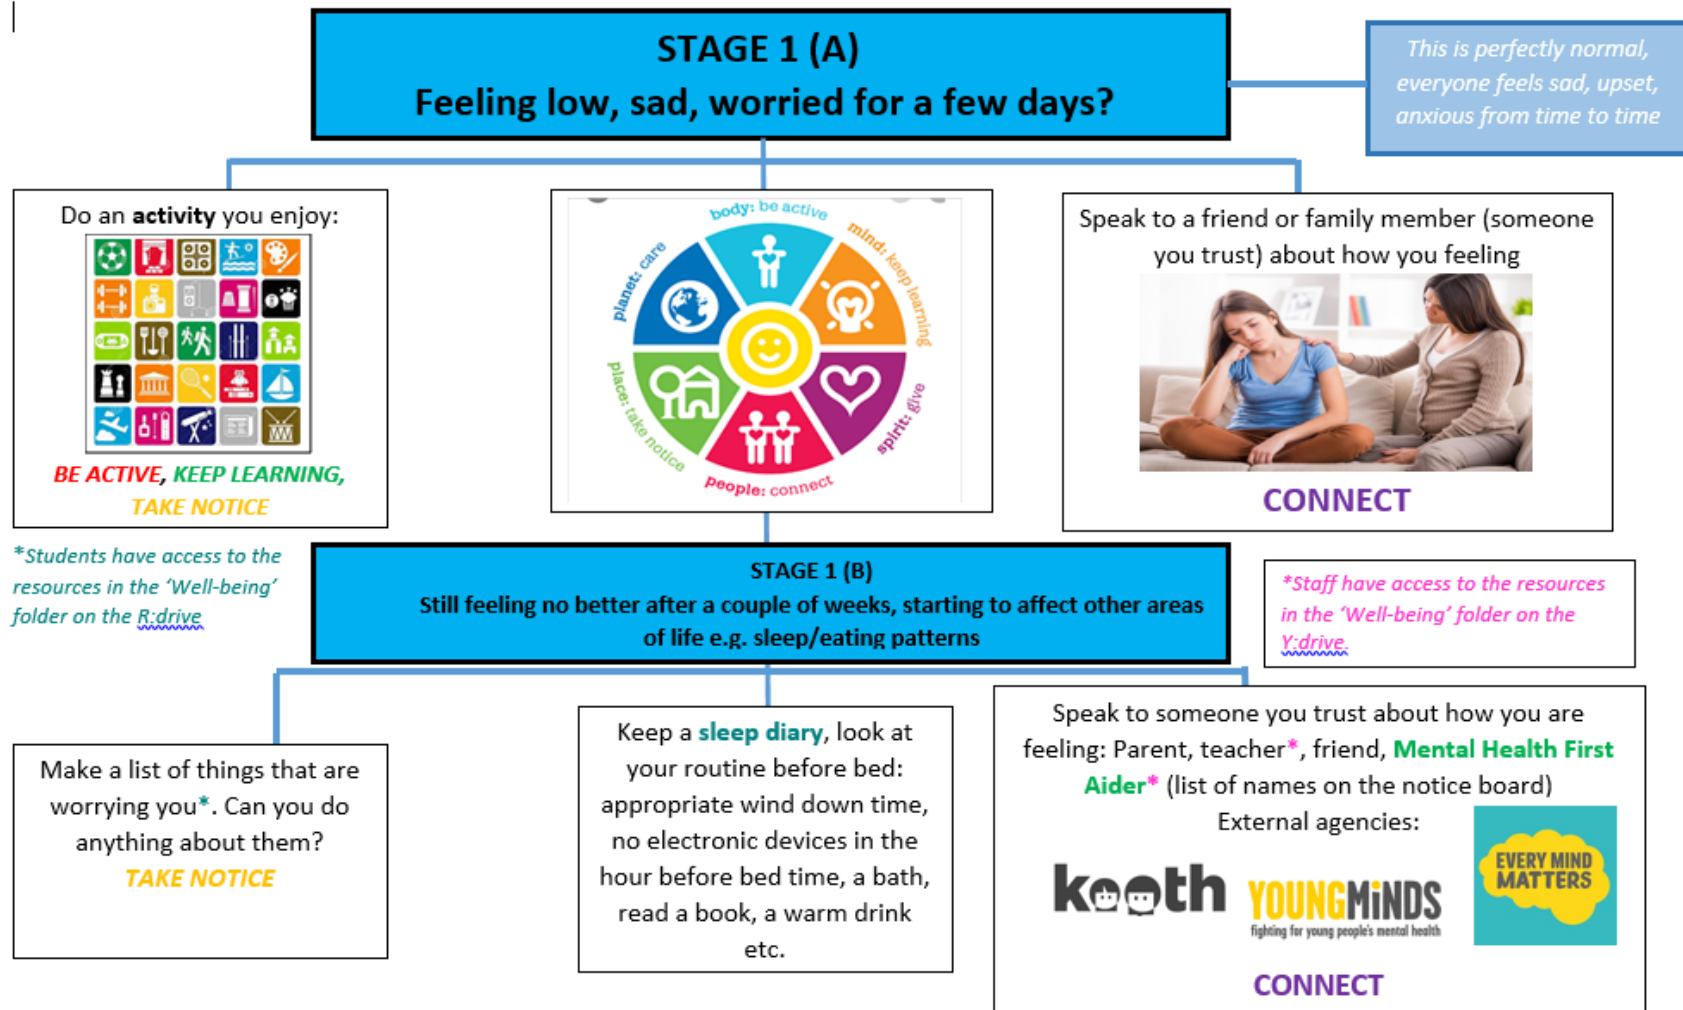 STAGE 1 (A)
Feeling low, sad, worried for a few days?
This is perfectly normal,
everyone feels sad, upset,
anxious from time to time
Do an activity you enjoy:
BE ACTIVE, KEEP LEARNING,
TAKE NOTICE
body: be active
mind: keep learning
spirit: give
people: connect
place: take notice
planet: care
Speak to a friend or family member (someone
you trust) about how you feeling
CONNECT
*Students have access to the
resources in the ‘Well-being’
folder on the R:drive
STAGE 1 (B)
Still feeling no better after a couple of weeks, starting to affect other areas
of life e.g. sleep/eating patterns
*Staff have access to the resources
in the ‘Well-being’ folder on the
Y:drive.
Make a list of things that are
worrying you*. Can you do
anything about them?
TAKE NOTICE
Keep a sleep diary, look at
your routine before bed:
appropriate wind down time,
no electronic devices in the
hour before bed time, a bath,
read a book, a warm drink
etc.
Speak to someone you trust about how you are
feeling: Parent, teacher*, friend, Mental Health First
Aider* (list of names on the notice board)
External agencies:
kooth
YOUNGMiNDS
fighting for young people's mental health
EVERY MIND
MATTERS
CONNECT